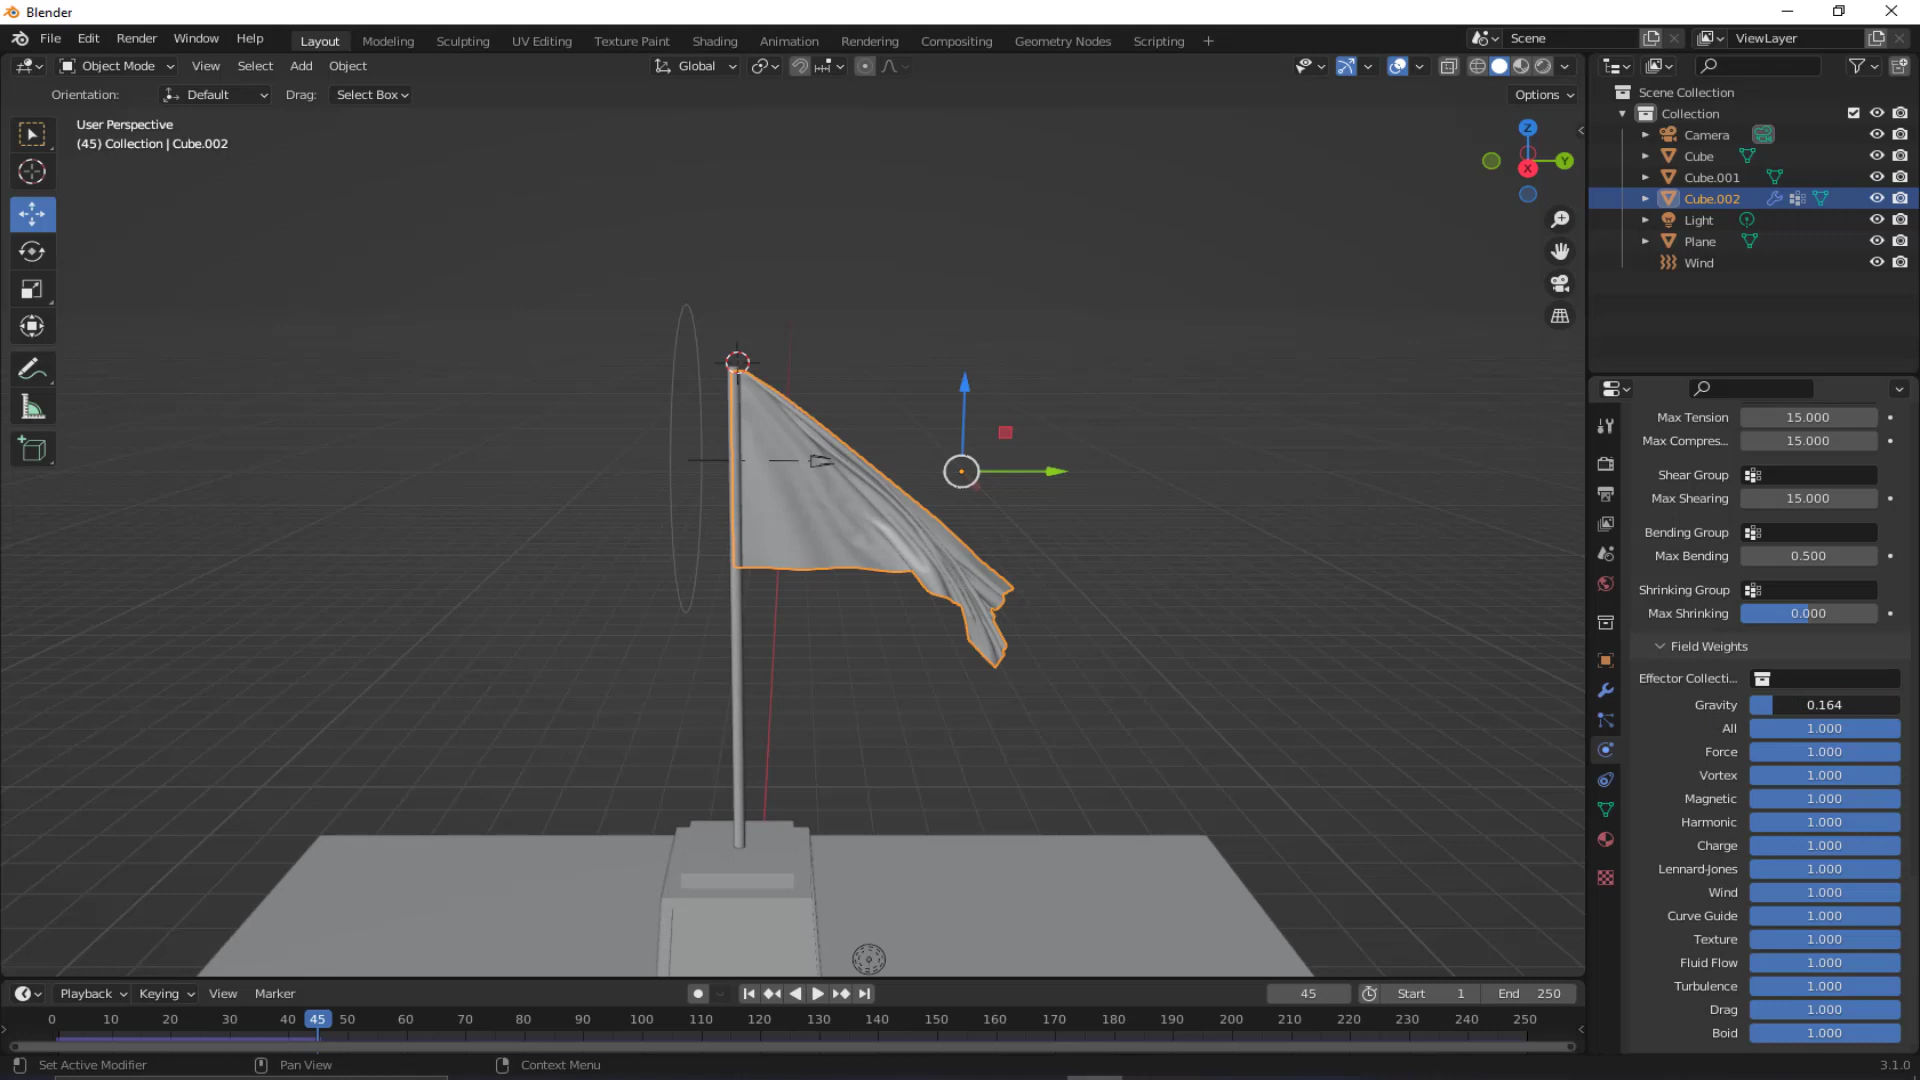 Blender
File Edit Render Window Help
Layout Modeling Sculpting UV Editing Texture Paint Shading Animation Rendering Compositing Geometry Nodes Scripting +
Scene
ViewLayer
Object Mode View Select Add Object
Global
Orientation: Default Drag: Select Box
Options
User Perspective
(45) Collection | Cube.002
Z
Y
X
Scene Collection
Collection
Camera
Cube
Cube.001
Cube.002
Light
Plane
Wind
Max Tension 15.000
Max Compres... 15.000
Shear Group
Max Shearing 15.000
Bending Group
Max Bending 0.500
Shrinking Group
Max Shrinking 0.000
Field Weights
Effector Collecti...
Gravity 0.164
All 1.000
Force 1.000
Vortex 1.000
Magnetic 1.000
Harmonic 1.000
Charge 1.000
Lennard-Jones 1.000
Wind 1.000
Curve Guide 1.000
Texture 1.000
Fluid Flow 1.000
Turbulence 1.000
Drag 1.000
Boid 1.000
Playback Keying View Marker
45 Start 1 End 250
0 10 20 30 40 45 50 60 70 80 90 100 110 120 130 140 150 160 170 180 190 200 210 220 230 240 250
Set Active Modifier Pan View Context Menu
3.1.0